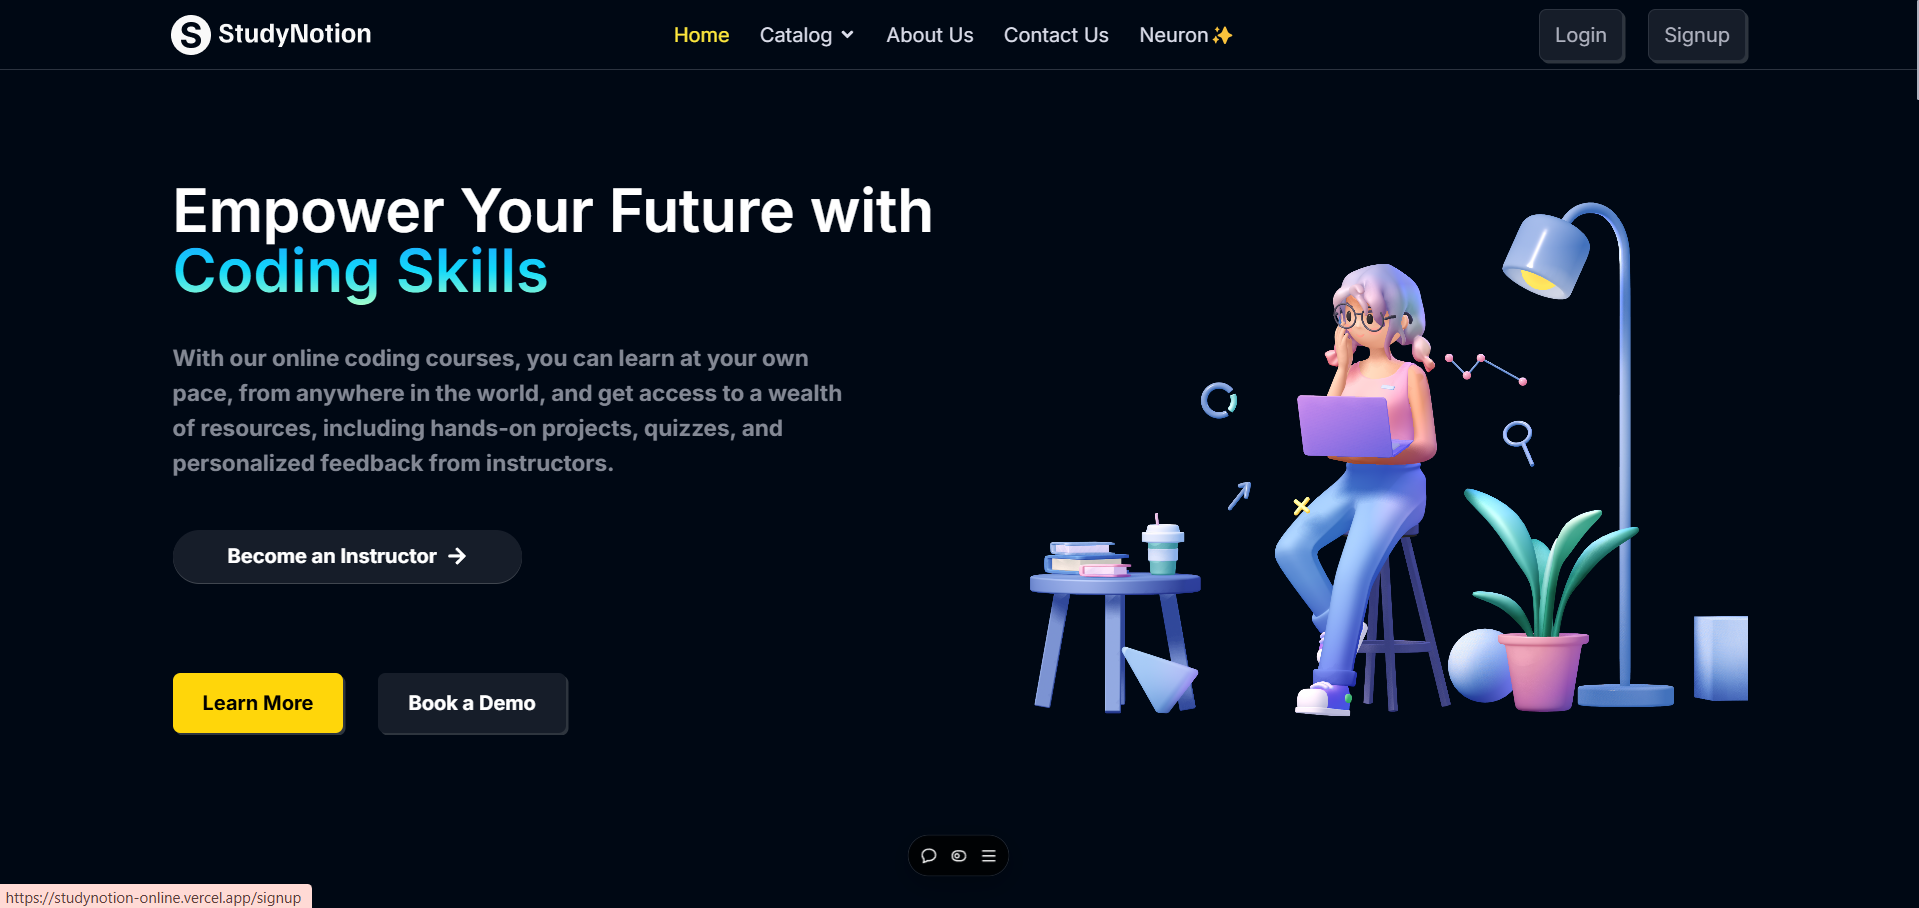 StudyNotion
Home Catalog About Us Contact Us Neuron✨
Login Signup
Empower Your Future with
Coding Skills
With our online coding courses, you can learn at your own
pace, from anywhere in the world, and get access to a wealth
of resources, including hands-on projects, quizzes, and
personalized feedback from instructors.
Become an Instructor →
Learn More Book a Demo
https://studynotion-online.vercel.app/signup